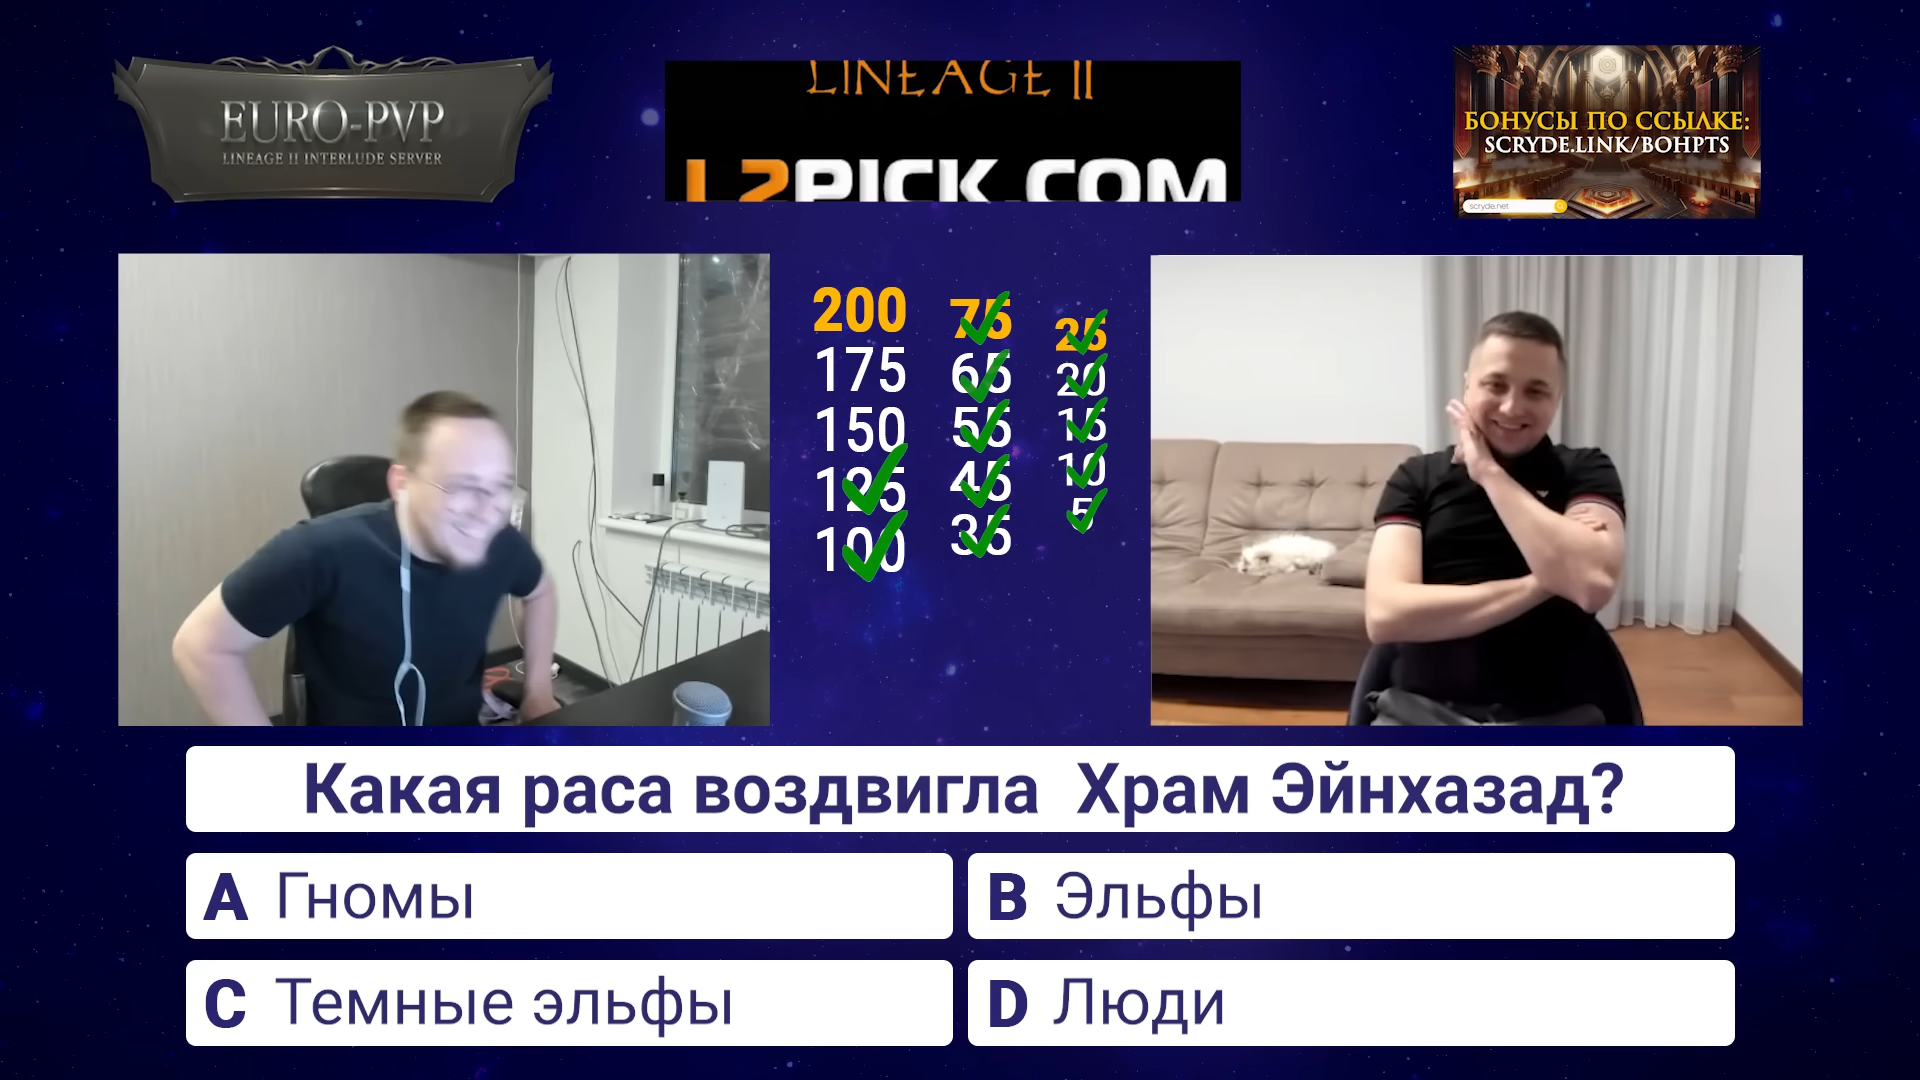 EURO-PVP
LINEAGE II INTERLUDE SERVER
LINEAGE II
L2PICK.COM
БОНУСЫ ПО ССЫЛКЕ:
SCRYDE.LINK/BOHPTS
scryde.net
200
175
150
125
100
75
65
55
45
35
25
20
15
10
5
Какая раса воздвигла Храм Эйнхазад?
A Гномы
B Эльфы
C Темные эльфы
D Люди